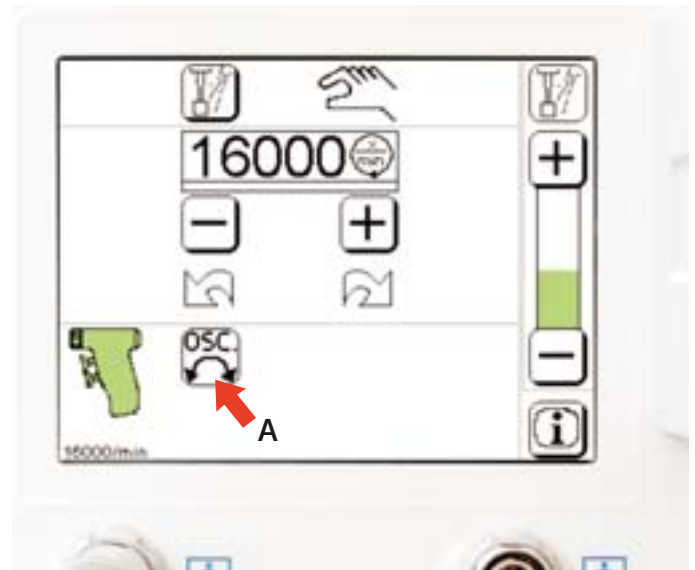 16000 x/min
− +
+
OSC.
A
−
i
16000/min